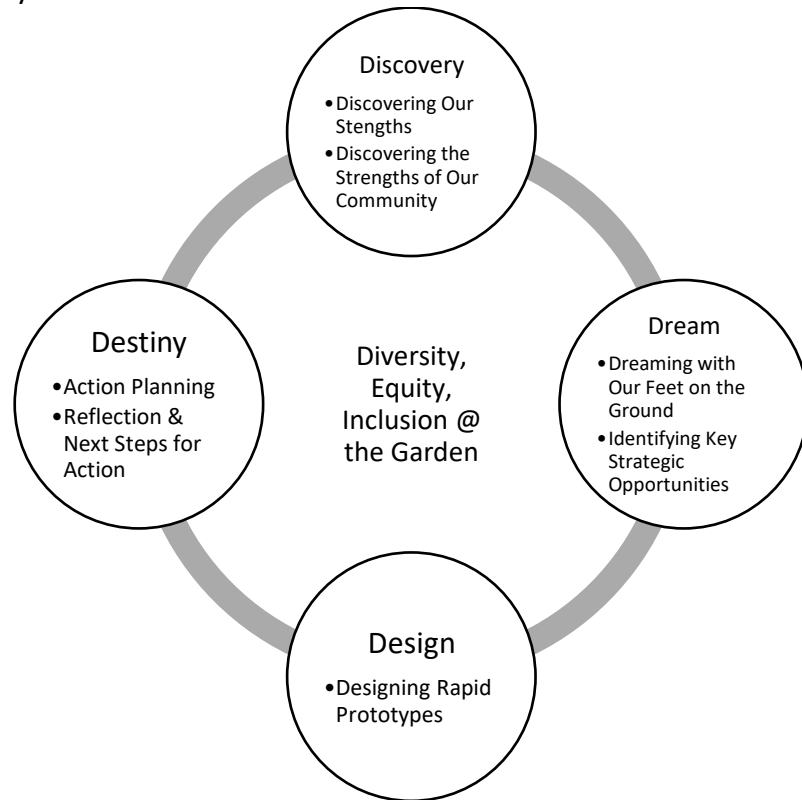 Discovery
•Discovering Our
Stengths
•Discovering the
Strengths of Our
Community
Dream
•Dreaming with
Our Feet on the
Ground
•Identifying Key
Strategic
Opportunities
Design
•Designing Rapid
Prototypes
Destiny
•Action Planning
•Reflection &
Next Steps for
Action
Diversity,
Equity,
Inclusion @
the Garden